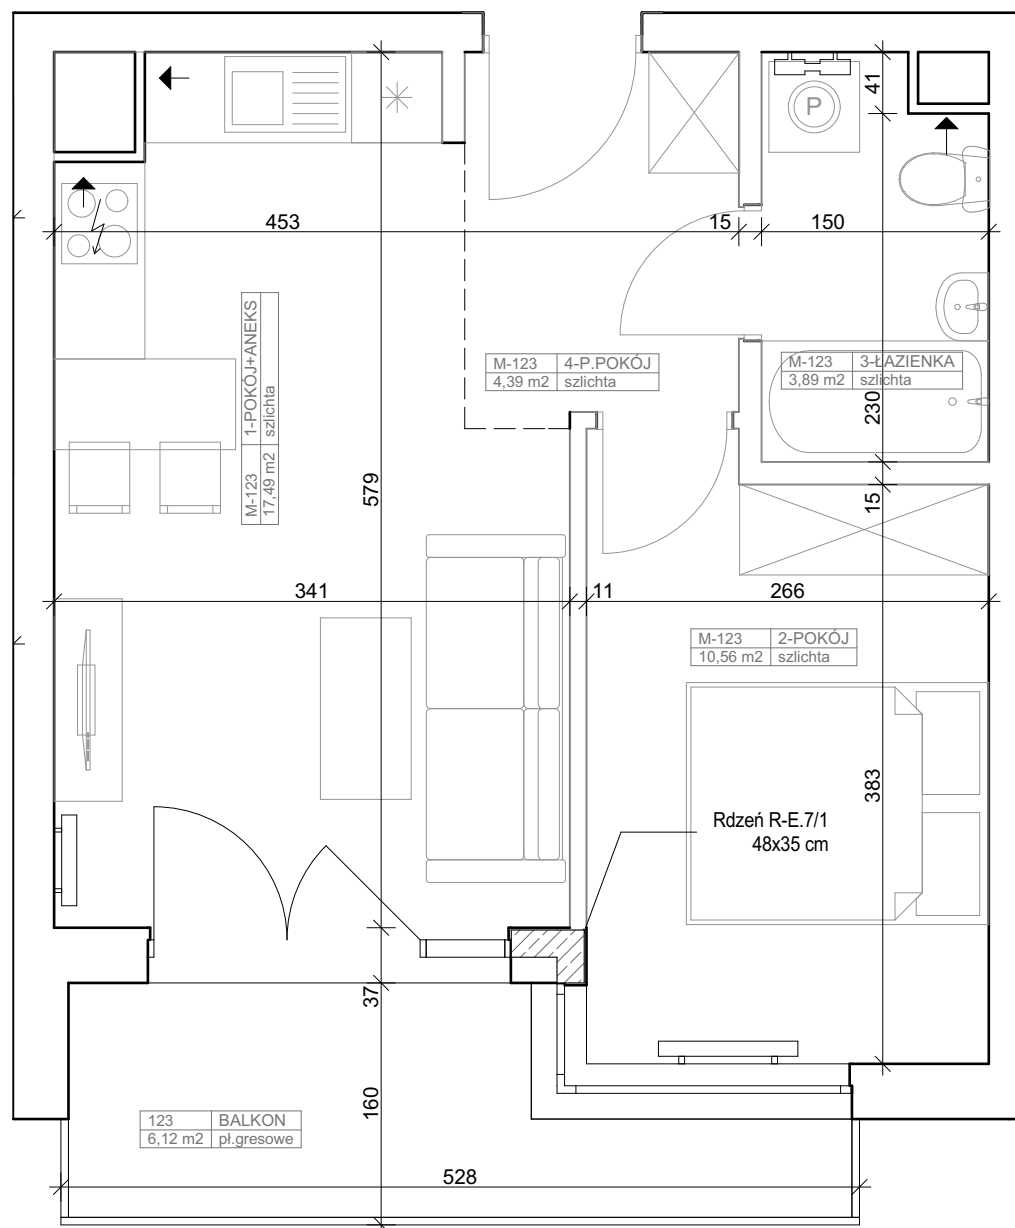 41
P
453
15
150
M-123 1-POKÓJ+ANEKS
17,49 m2 szlichta
M-123 4-P.POKÓJ
4,39 m2 szlichta
M-123 3-ŁAZIENKA
3,89 m2 szlichta
230
579
15
341
11
266
M-123 2-POKÓJ
10,56 m2 szlichta
383
Rdzeń R-E.7/1
48x35 cm
37
160
123 BALKON
6,12 m2 pł.gresowe
528